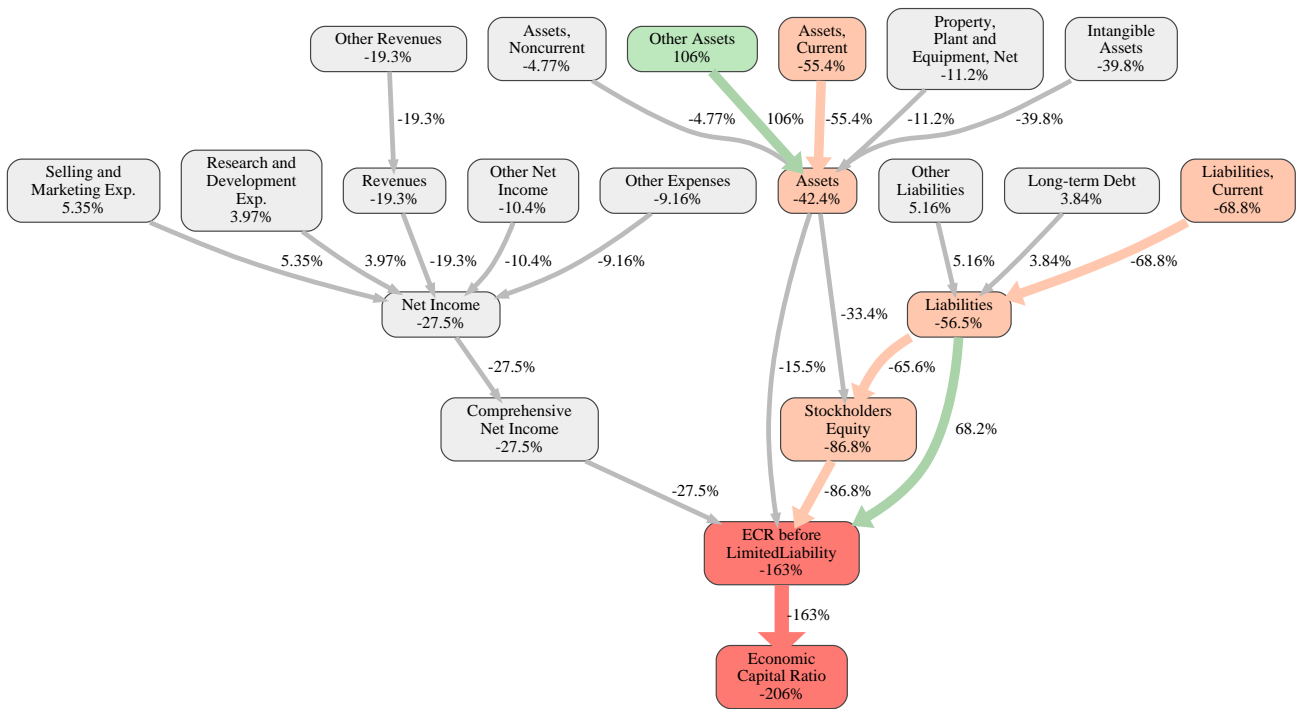 Other Revenues
-19.3%
Assets,
Noncurrent
-4.77%
Other Assets
106%
Assets,
Current
-55.4%
Property,
Plant and
Equipment, Net
-11.2%
Intangible
Assets
-39.8%
-19.3%
-4.77%
106%
-55.4%
-11.2%
-39.8%
Selling and
Marketing Exp.
5.35%
Research and
Development
Exp.
3.97%
Revenues
-19.3%
Other Net
Income
-10.4%
Other Expenses
-9.16%
Assets
-42.4%
Other
Liabilities
5.16%
Long-term Debt
3.84%
Liabilities,
Current
-68.8%
5.35%
3.97%
-19.3%
-10.4%
-9.16%
5.16%
3.84%
-68.8%
Net Income
-27.5%
-33.4%
Liabilities
-56.5%
-27.5%
-15.5%
-65.6%
Comprehensive
Net Income
-27.5%
Stockholders
Equity
-86.8%
68.2%
-27.5%
-86.8%
ECR before
LimitedLiability
-163%
-163%
Economic
Capital Ratio
-206%